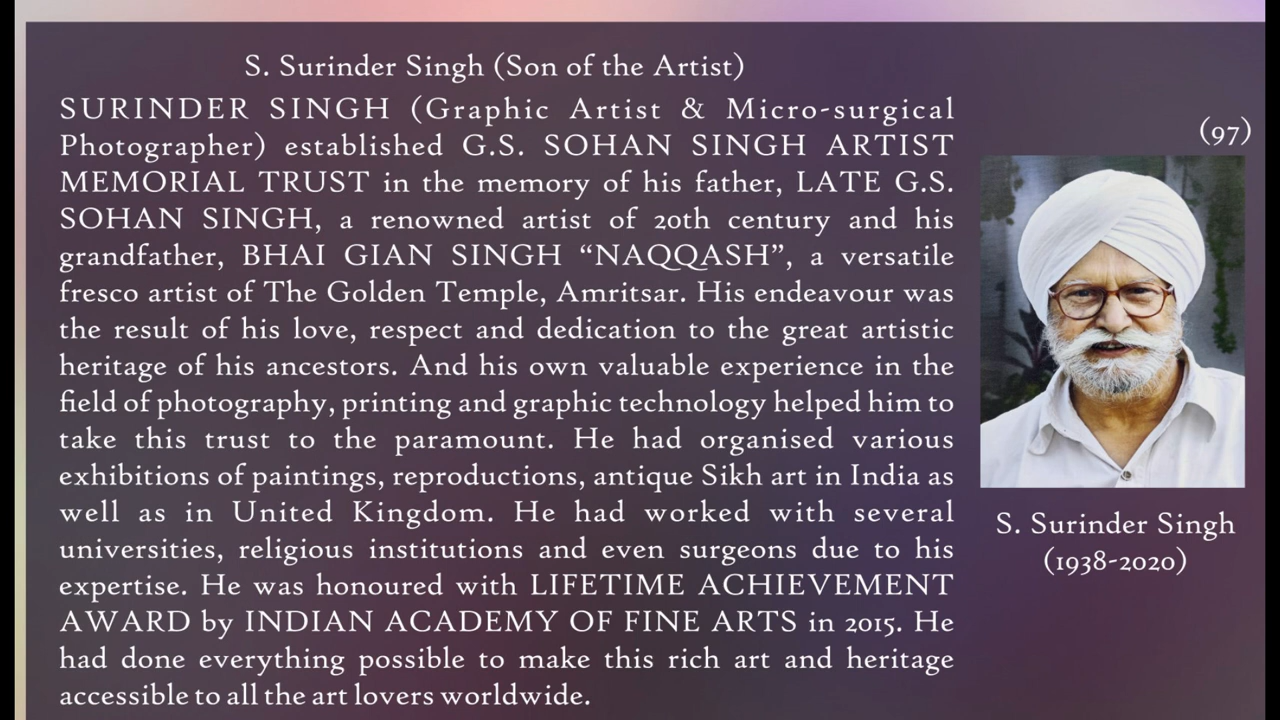 S. Surinder Singh (Son of the Artist)
SURINDER SINGH (Graphic Artist & Micro-surgical
Photographer) established G.S. SOHAN SINGH ARTIST
MEMORIAL TRUST in the memory of his father, LATE G.S.
SOHAN SINGH, a renowned artist of 20th century and his
grandfather, BHAI GIAN SINGH “NAQQASH”, a versatile
fresco artist of The Golden Temple, Amritsar. His endeavour was
the result of his love, respect and dedication to the great artistic
heritage of his ancestors. And his own valuable experience in the
field of photography, printing and graphic technology helped him to
take this trust to the paramount. He had organised various
exhibitions of paintings, reproductions, antique Sikh art in India as
well as in United Kingdom. He had worked with several
universities, religious institutions and even surgeons due to his
expertise. He was honoured with LIFETIME ACHIEVEMENT
AWARD by INDIAN ACADEMY OF FINE ARTS in 2015. He
had done everything possible to make this rich art and heritage
accessible to all the art lovers worldwide.
(97)
S. Surinder Singh
(1938-2020)